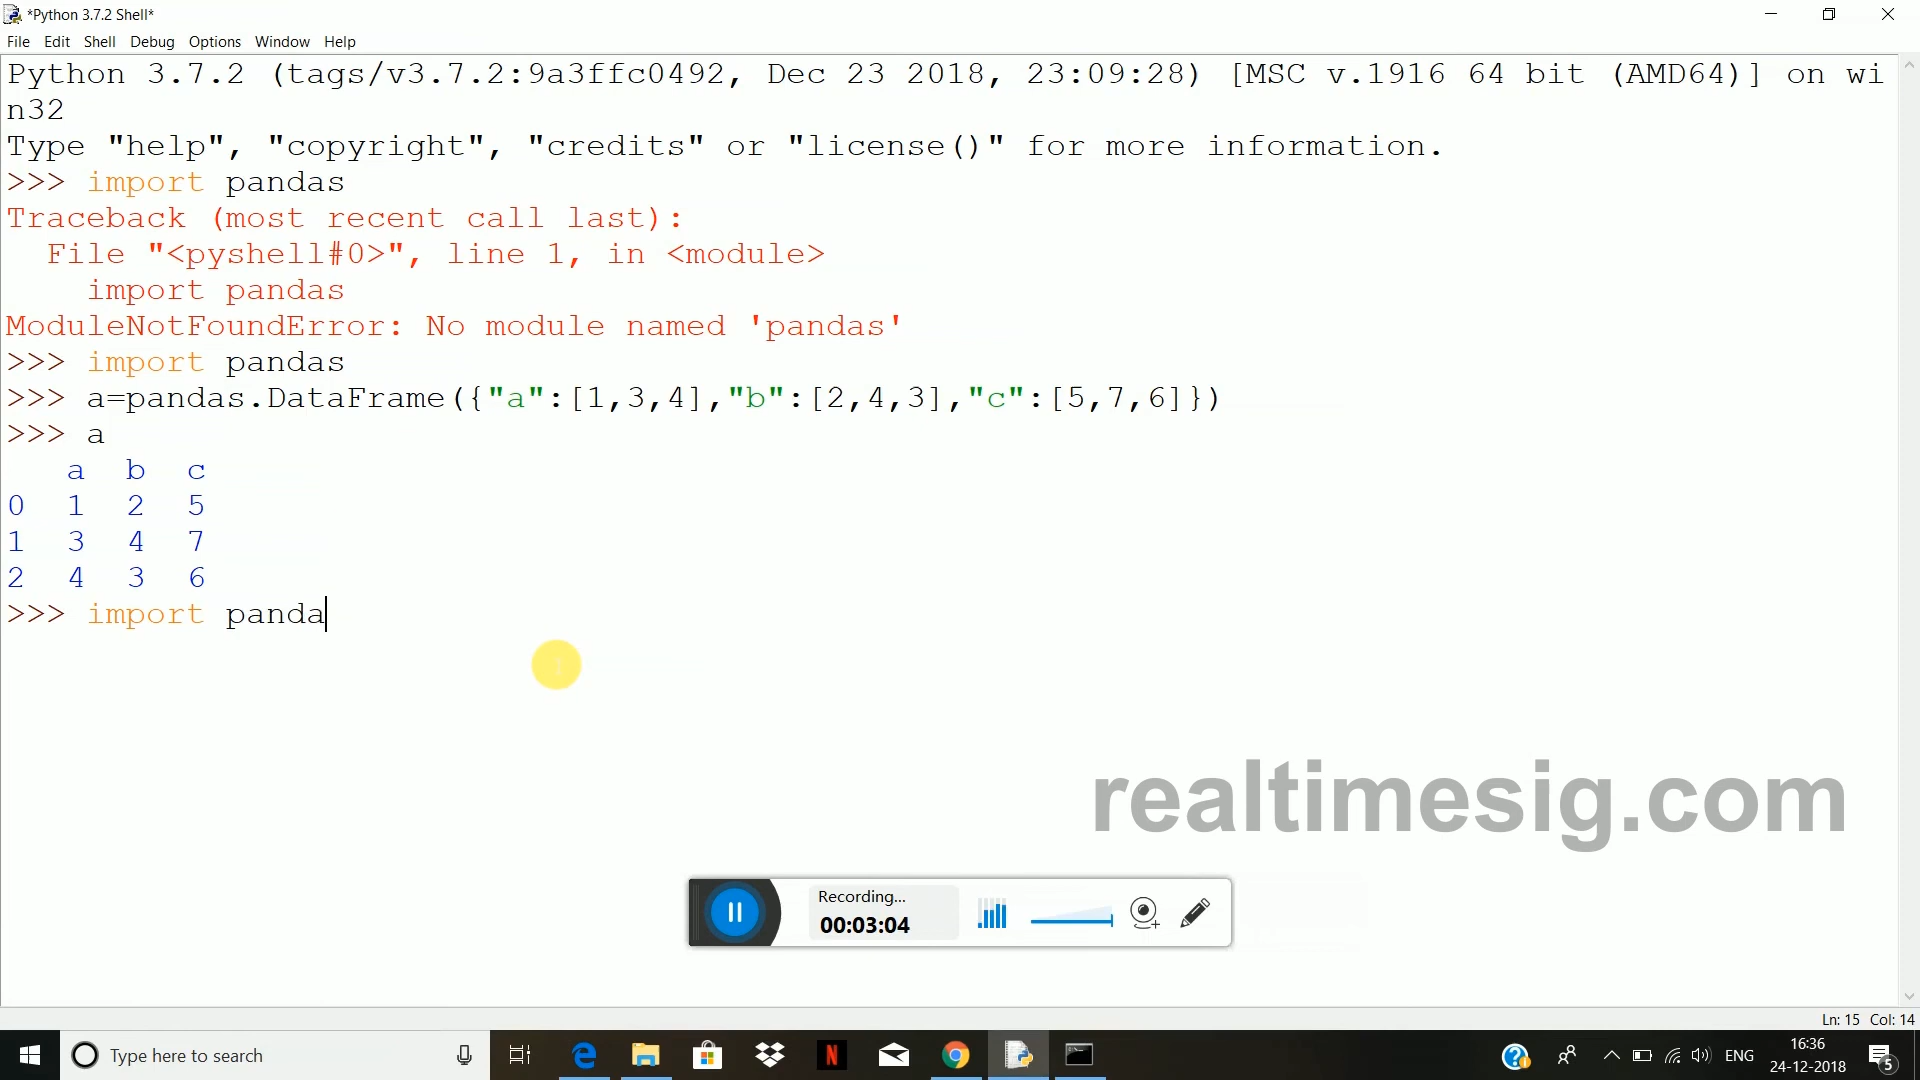 *Python 3.7.2 Shell*
File Edit Shell Debug Options Window Help
Python 3.7.2 (tags/v3.7.2:9a3ffc0492, Dec 23 2018, 23:09:28) [MSC v.1916 64 bit (AMD64)] on wi
n32
Type "help", "copyright", "credits" or "license()" for more information.
>>> import pandas
Traceback (most recent call last):
  File "<pyshell#0>", line 1, in <module>
    import pandas
ModuleNotFoundError: No module named 'pandas'
>>> import pandas
>>> a=pandas.DataFrame({"a":[1,3,4],"b":[2,4,3],"c":[5,7,6]})
>>> a
   a  b  c
0  1  2  5
1  3  4  7
2  4  3  6
>>> import panda
realtimesig.com
Recording...
00:03:04
Ln: 15 Col: 14
Type here to search
N
ENG
16:36
24-12-2018
5